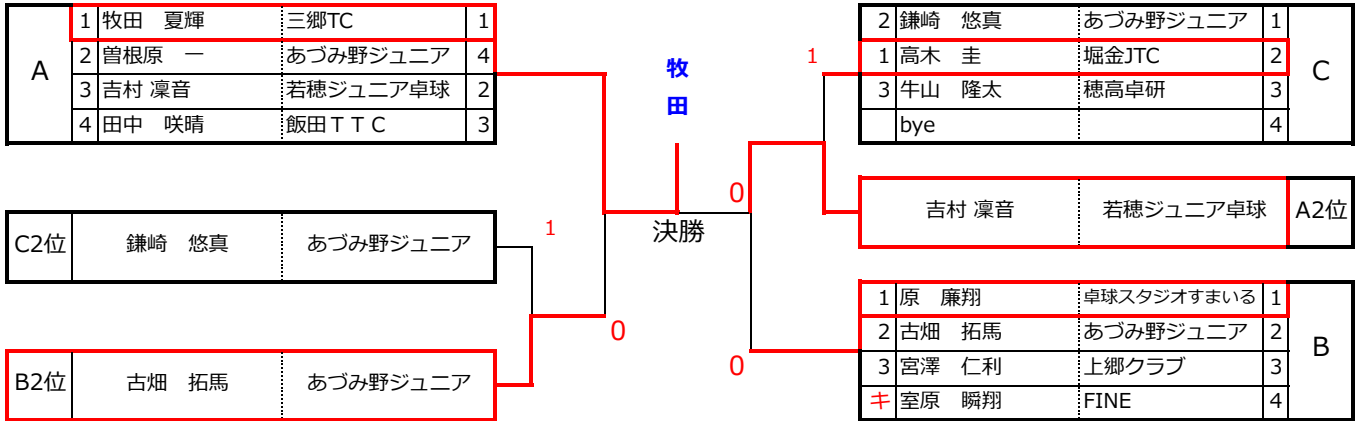 A
1 牧田　夏輝 三郷TC 1
2 曽根原　一 あづみ野ジュニア 4
3 吉村 凜音 若穂ジュニア卓球 2
4 田中　咲晴 飯田ＴＴＣ 3
C2位 鎌崎　悠真 あづみ野ジュニア
B2位 古畑　拓馬 あづみ野ジュニア
1
0
牧
田
決勝
1
0
0
2 鎌崎　悠真 あづみ野ジュニア 1
1 高木　圭 堀金JTC 2
3 牛山　隆太 穂高卓研 3
bye 4
C
吉村 凜音 若穂ジュニア卓球 A2位
1 原　廉翔 卓球スタジオすまいる 1
2 古畑　拓馬 あづみ野ジュニア 2
3 宮澤　仁利 上郷クラブ 3
キ 室原　瞬翔 FINE 4
B